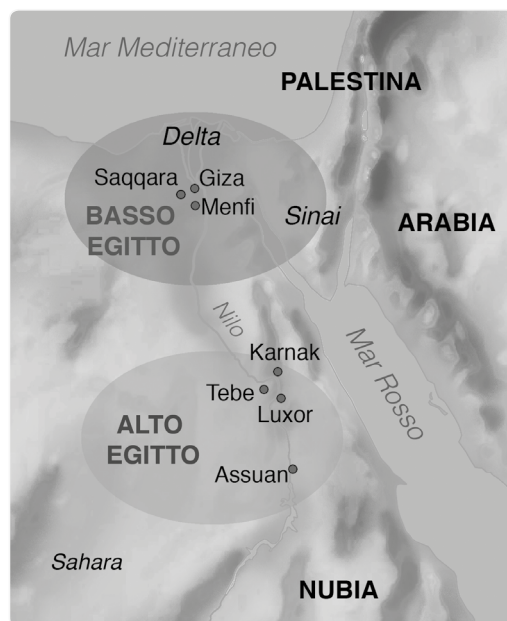 Mar Mediterraneo
PALESTINA
Delta
Saqqara
Giza
Menfi
BASSO
EGITTO
Sinai
ARABIA
Nilo
Mar Rosso
Karnak
Tebe
Luxor
ALTO
EGITTO
Assuan
Sahara
NUBIA